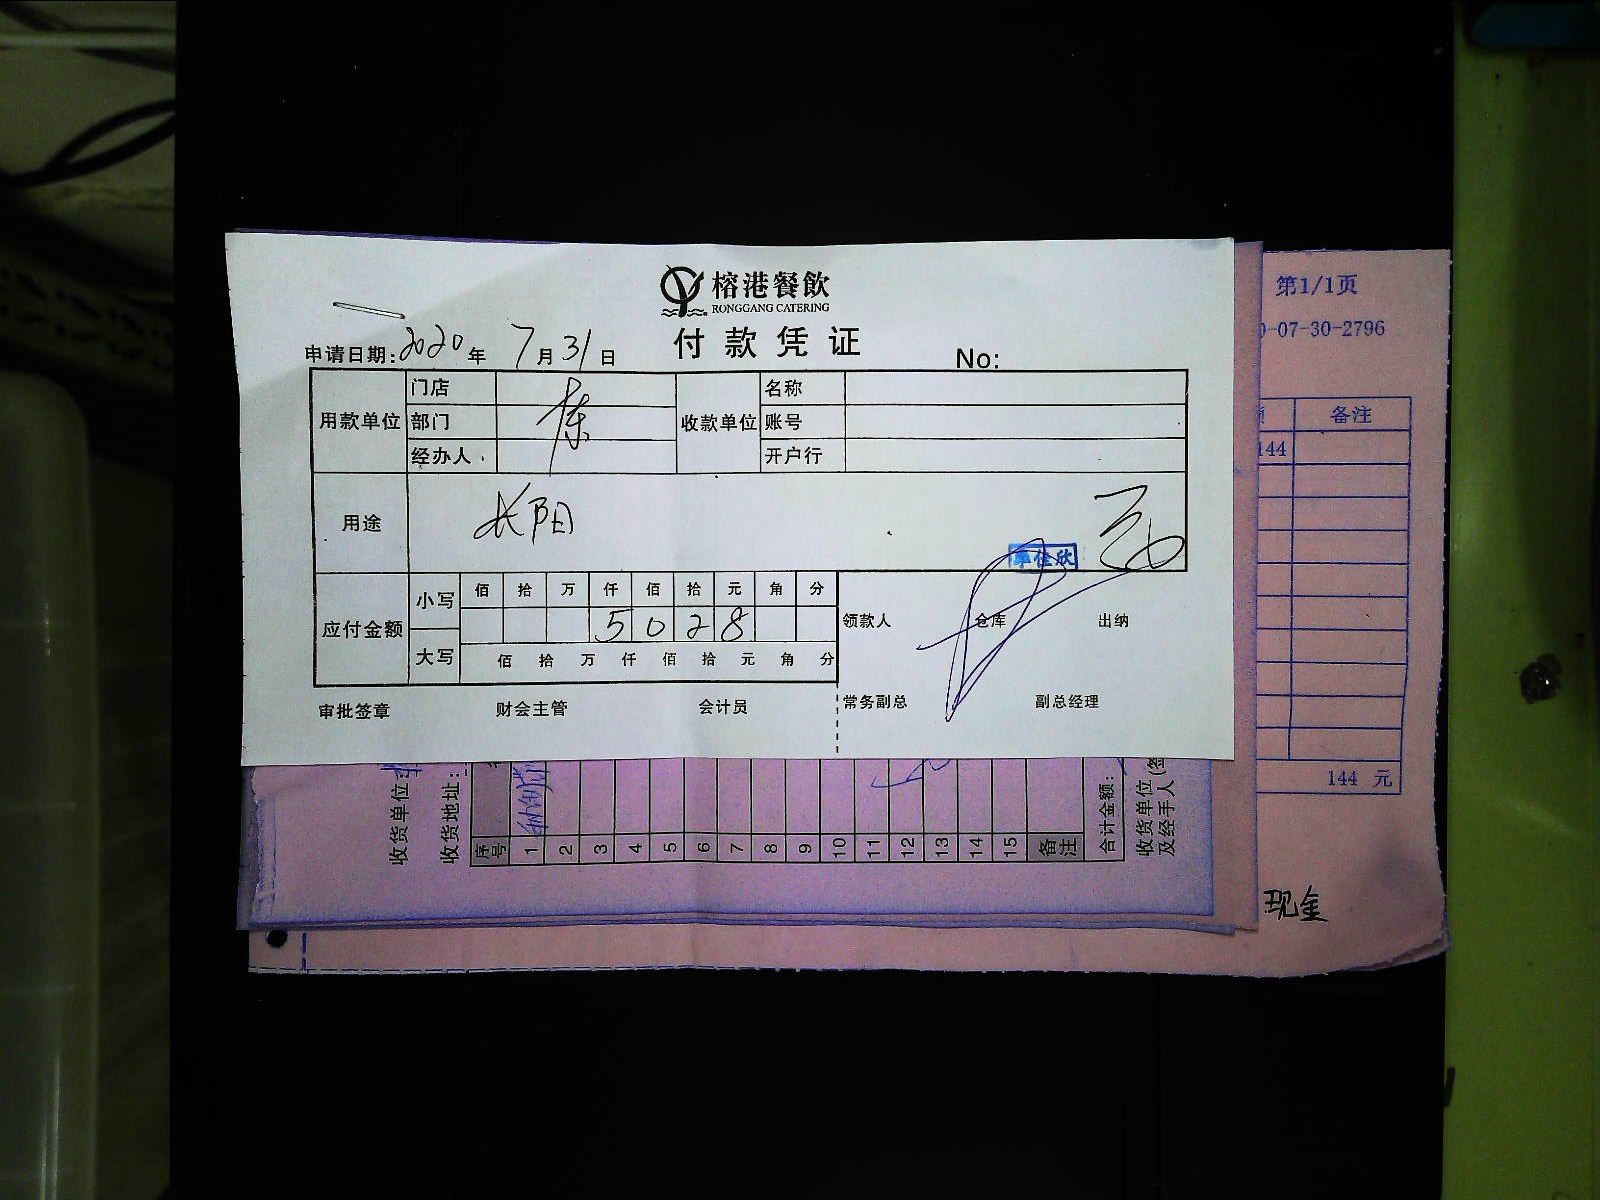 榕港餐飲
RONGGANG CATERING
付款凭证
申请日期:2020年 7月31日
No:
用款单位 门店
部门
经办人
东
收款单位 名称
账号
开户行
用途 长阳
应付金额 小写 佰 拾 万 仟 佰 拾 元 角 分
5 0 2 8
大写 佰 拾 万 仟 佰 拾 元 角 分
领款人 仓库 出纳
审批签章 财会主管 会计员 常务副总 副总经理
第1/1页
0-07-30-2796
备注
144
144 元
现金
收货单位:
收货地址:
序号 1 2 3 4 5 6 7 8 9 10 11 12 13 14 15 备注
合计金额:
收货单位
及经手人(签